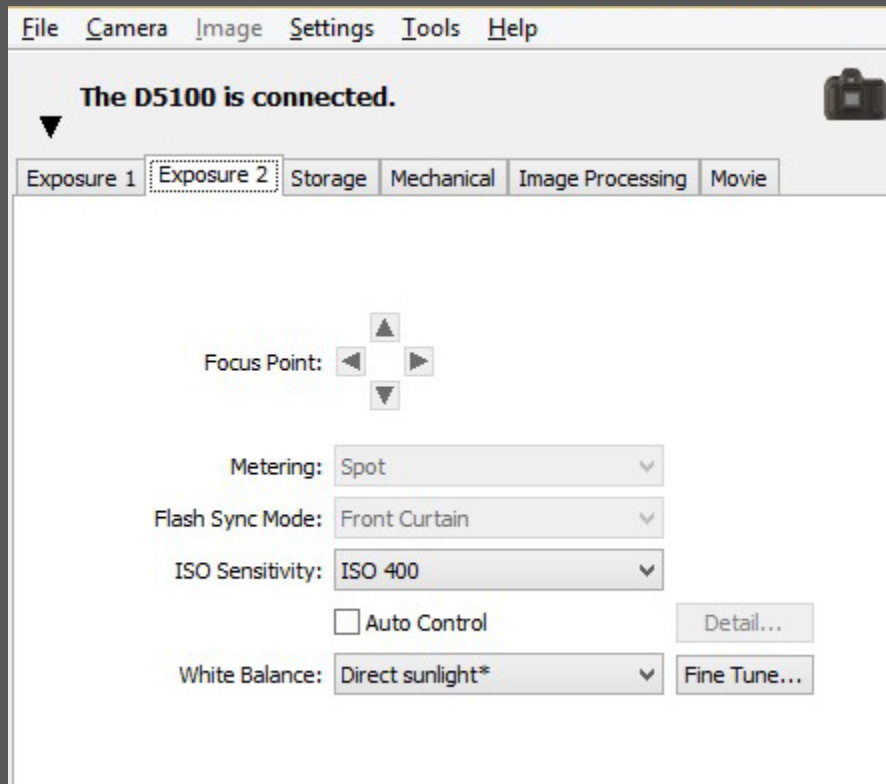 File Camera Image Settings Tools Help
The D5100 is connected.
Exposure 1 Exposure 2 Storage Mechanical Image Processing Movie
Focus Point:
Metering: Spot
Flash Sync Mode: Front Curtain
ISO Sensitivity: ISO 400
Auto Control Detail...
White Balance: Direct sunlight* Fine Tune...